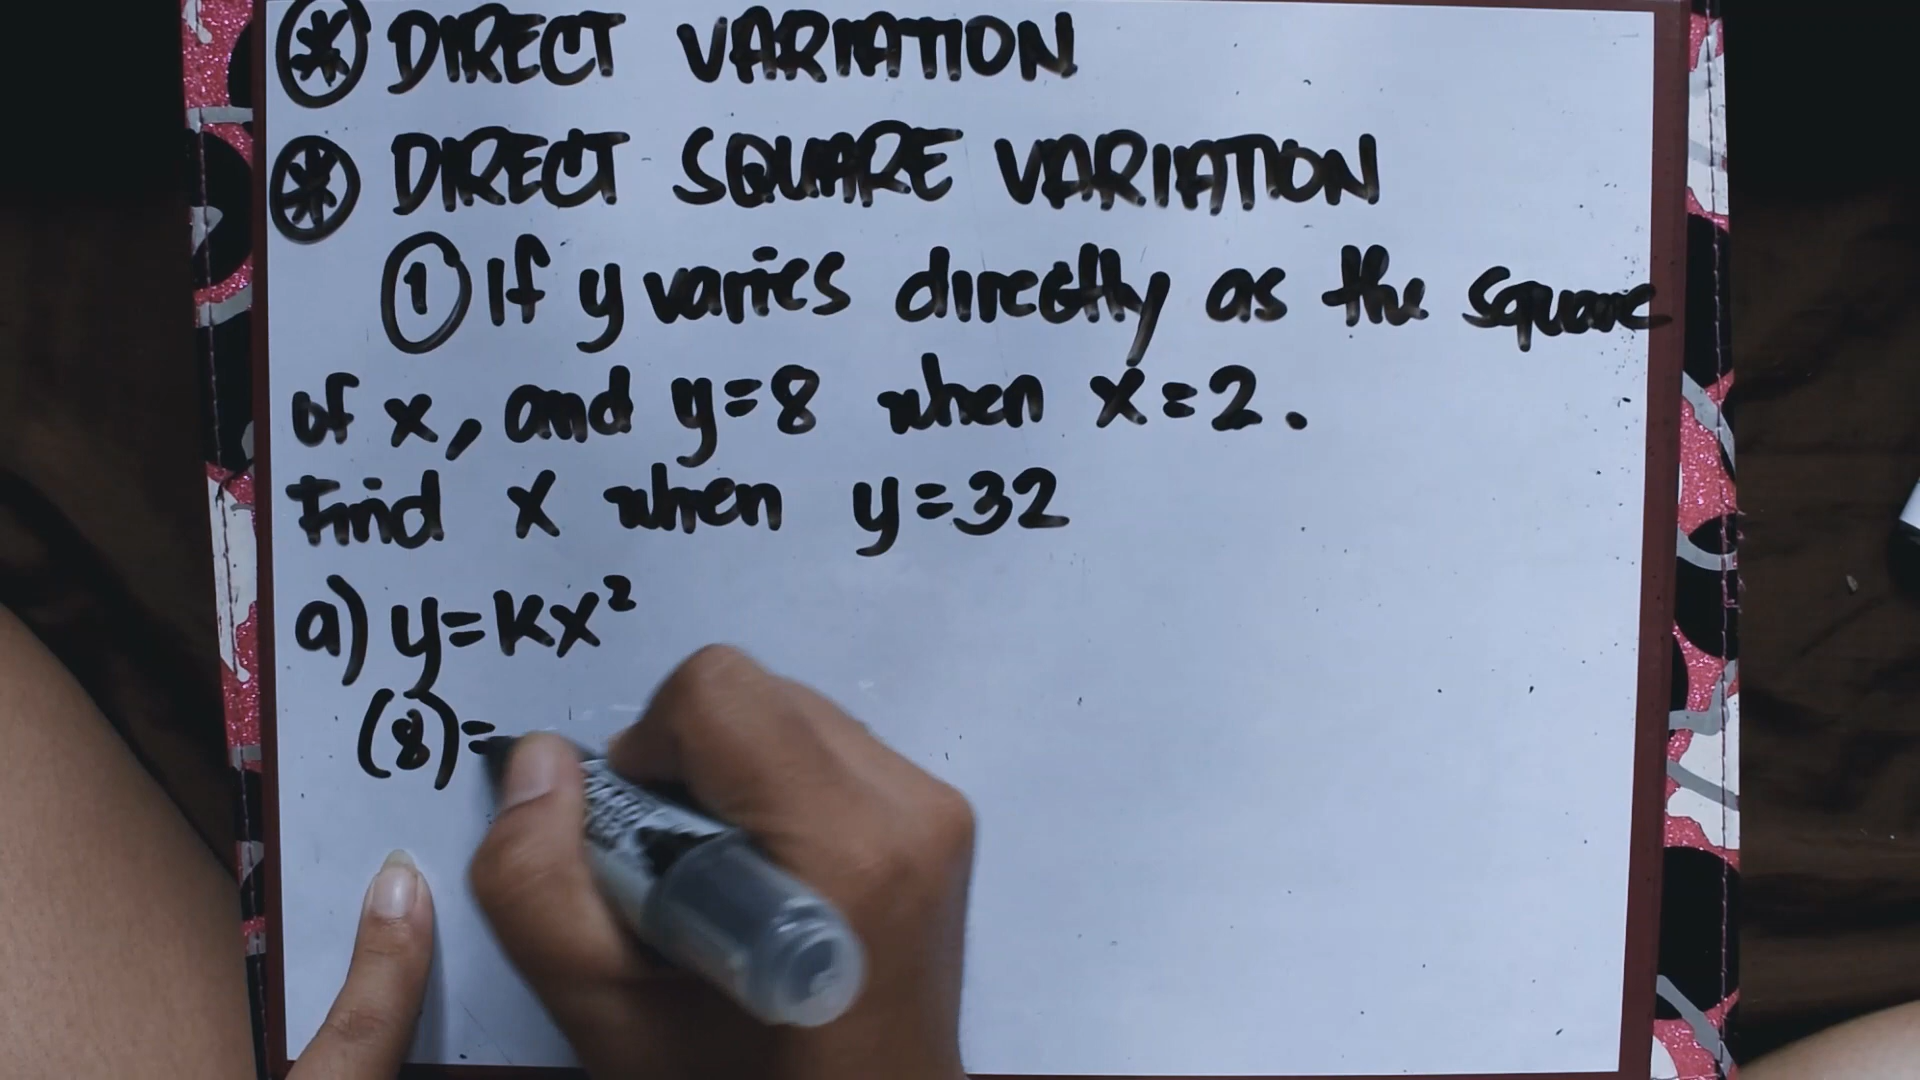 * DIRECT VARIATION
* DIRECT SQUARE VARIATION
① If y varies directly as the square
of x, and y=8 when x=2.
Find x when y=32
a) y=kx²
(8)=